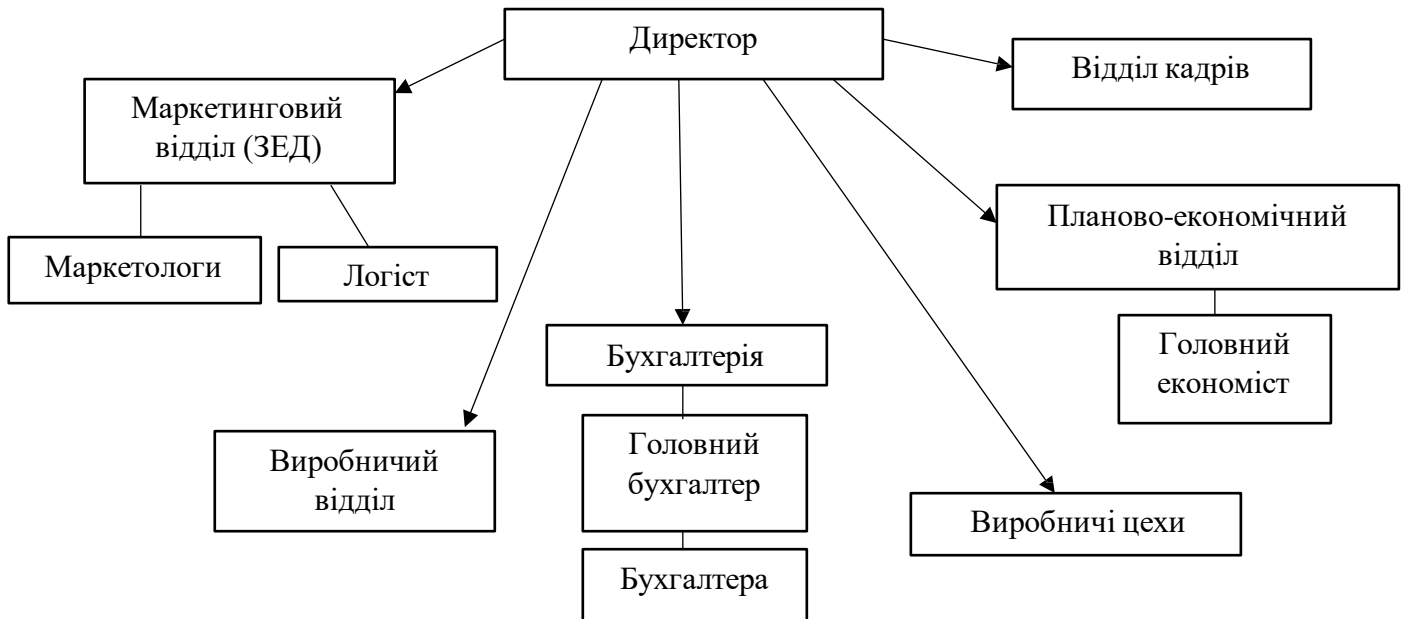 Директор
Відділ кадрів
Маркетинговий
відділ (ЗЕД)
Планово-економічний
відділ
Маркетологи
Логіст
Бухгалтерія
Головний
економіст
Виробничий
відділ
Головний
бухгалтер
Виробничі цехи
Бухгалтера